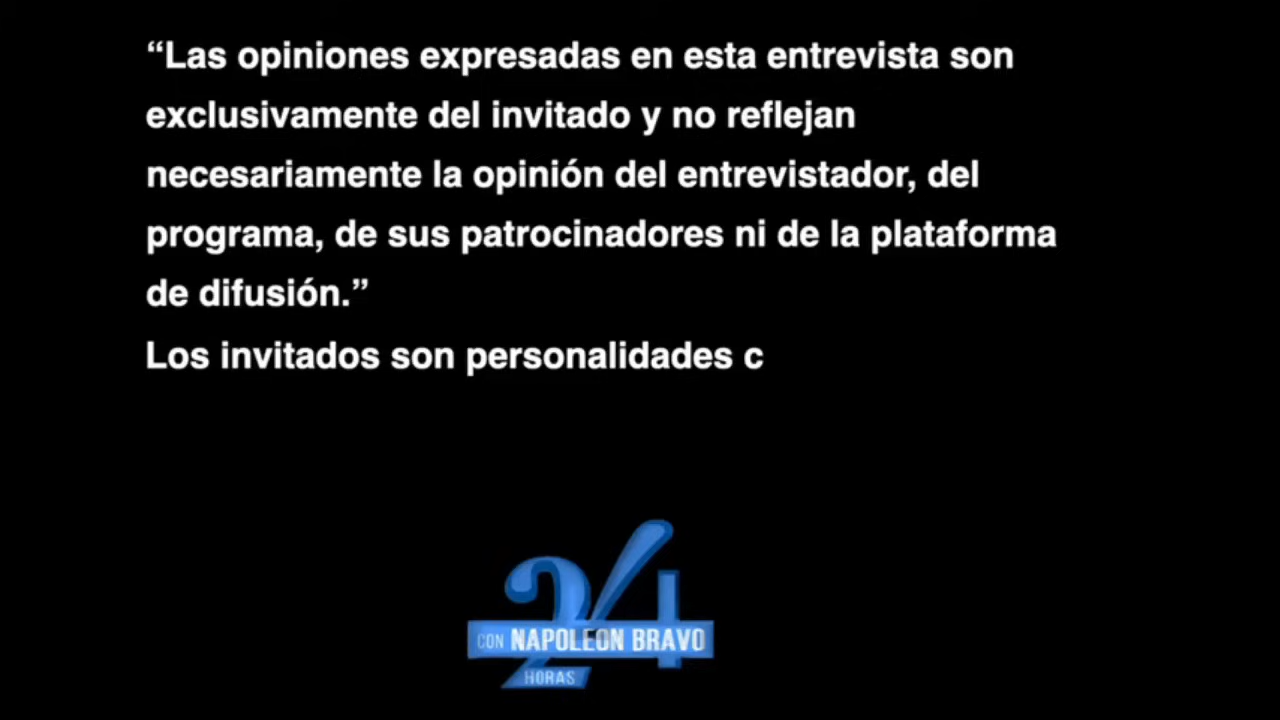 “Las opiniones expresadas en esta entrevista son
exclusivamente del invitado y no reflejan
necesariamente la opinión del entrevistador, del
programa, de sus patrocinadores ni de la plataforma
de difusión.”
Los invitados son personalidades c
24
CON NAPOLEON BRAVO
HORAS